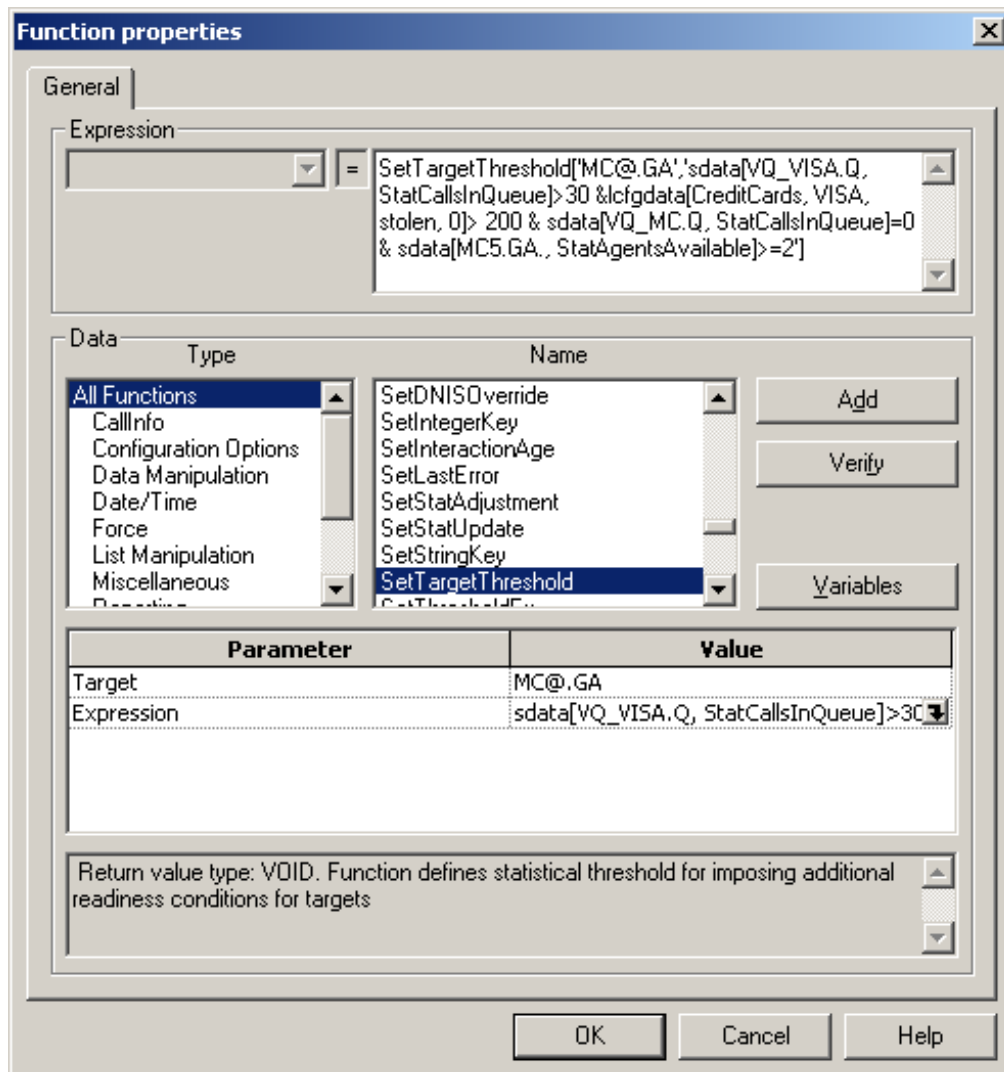 Function properties
General
Expression
=
SetTargetThreshold['MC@.GA','sdata[VQ_VISA.Q,
StatCallsInQueue]>30 &lcfgdata[CreditCards, VISA,
stolen, 0]> 200 & sdata[VQ_MC.Q, StatCallsInQueue]=0
& sdata[MC5.GA., StatAgentsAvailable]>=2']
Data
Type
Name
All Functions
CallInfo
Configuration Options
Data Manipulation
Date/Time
Force
List Manipulation
Miscellaneous
SetDNISOverride
SetIntegerKey
SetInteractionAge
SetLastError
SetStatAdjustment
SetStatUpdate
SetStringKey
SetTargetThreshold
Add
Verify
Variables
Parameter Value
Target MC@.GA
Expression sdata[VQ_VISA.Q, StatCallsInQueue]>30
Return value type: VOID. Function defines statistical threshold for imposing additional
readiness conditions for targets
OK Cancel Help